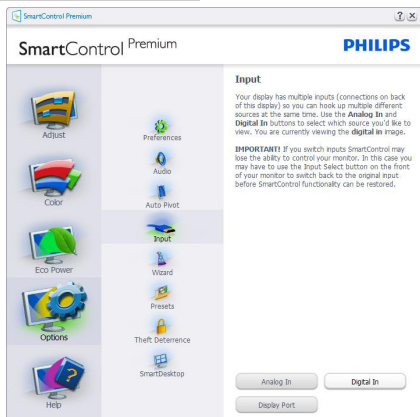 SmartControl Premium
SmartControl Premium
PHILIPS
Adjust
Color
Eco Power
Options
Help
Preferences
Audio
Auto Pivot
Input
Wizard
Presets
Theft Deterrence
SmartDesktop
Input
Your display has multiple inputs (connections on back
of this display) so you can hook up multiple different
sources at the same time. Use the Analog In and
Digital In buttons to select which source you'd like to
view. You are currently viewing the digital in image.
IMPORTANT! If you switch inputs SmartControl may
lose the ability to control your monitor. In this case you
may have to use the Input Select button on the front
of your monitor to switch back to the original input
before SmartControl functionality can be restored.
Analog In
Digital In
Display Port